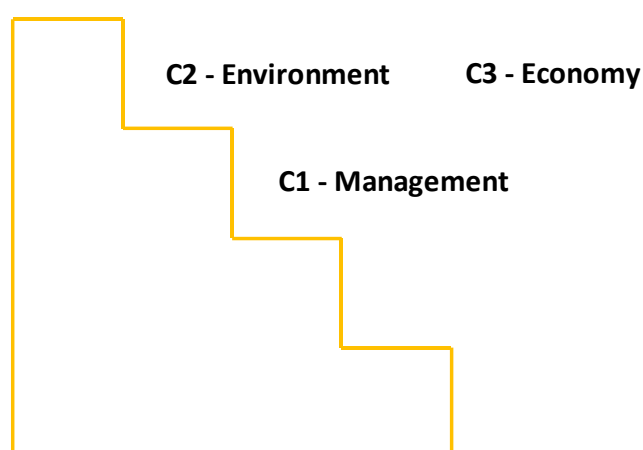 C2 - Environment C3 - Economy
C1 - Management